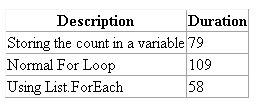 Description Duration
Storing the count in a variable 79
Normal For Loop 109
Using List.ForEach 58